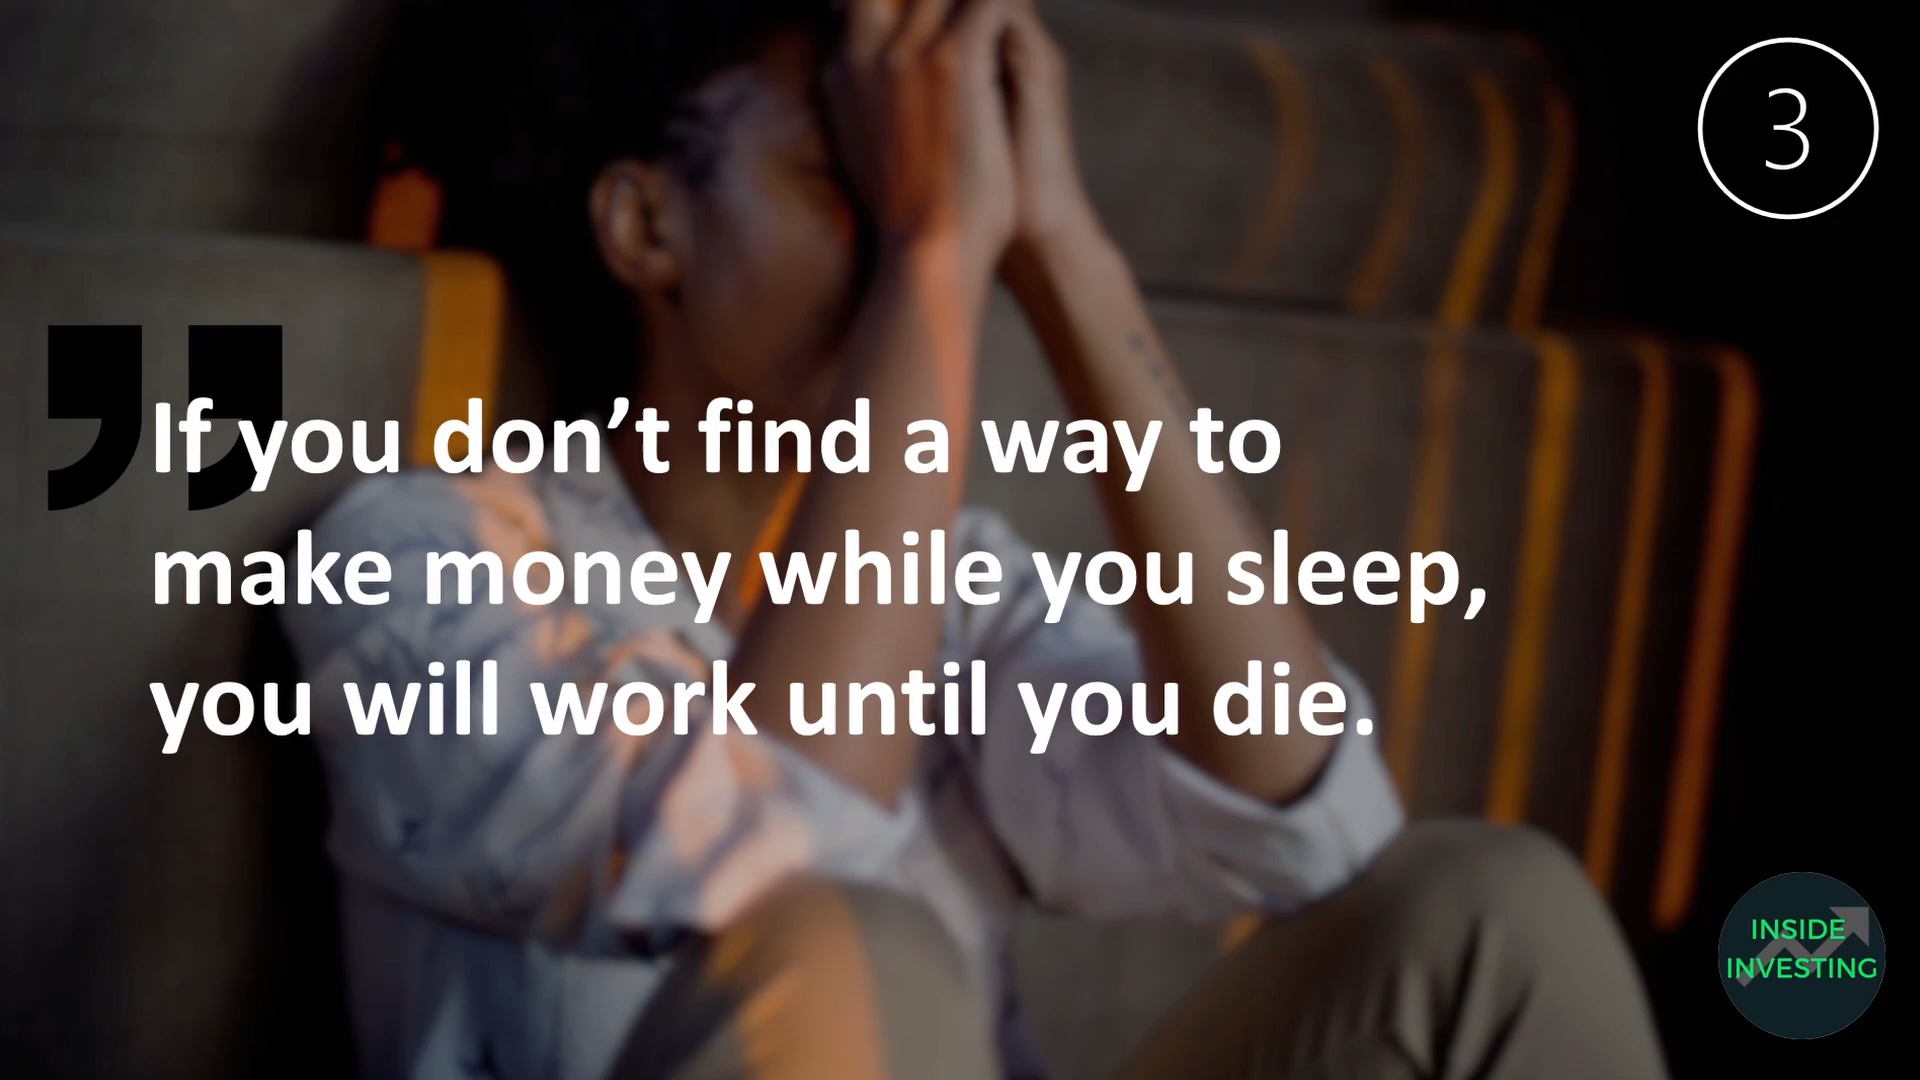 3
”
If you don’t find a way to
make money while you sleep,
you will work until you die.
INSIDE
INVESTING